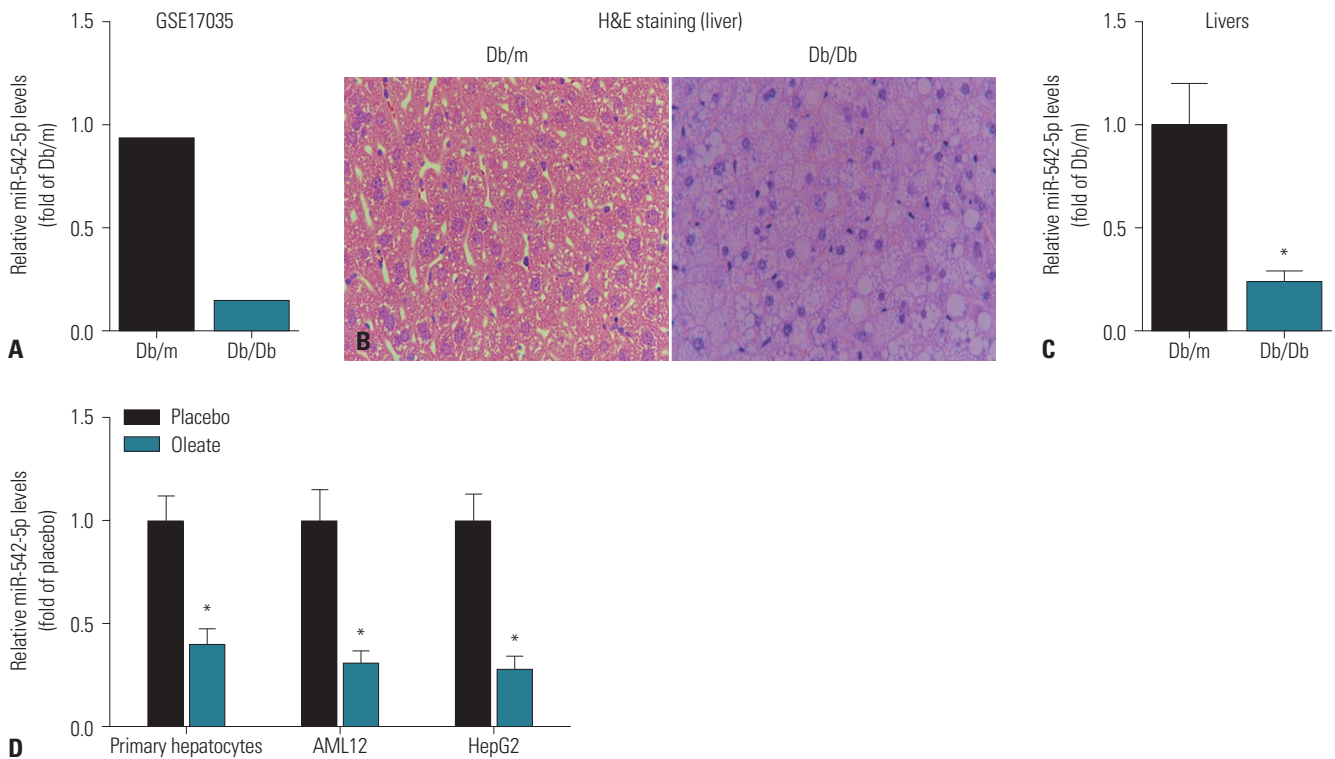 GSE17035
Relative miR-542-5p levels
(fold of Db/m)
1.5
1.0
0.5
0.0
Db/m Db/Db
A
H&E staining (liver)
Db/m Db/Db
B
Livers
Relative miR-542-5p levels
(fold of Db/m)
1.5
1.0
0.5
0.0
*
Db/m Db/Db
C
Placebo
Oleate
Relative miR-542-5p levels
(fold of placebo)
1.5
1.0
0.5
0.0
* * *
Primary hepatocytes AML12 HepG2
D